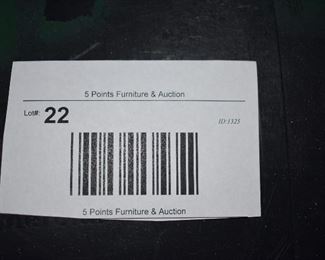 5 Points Furniture & Auction
Lot#: 22
ID:1325
5 Points Furniture & Auction